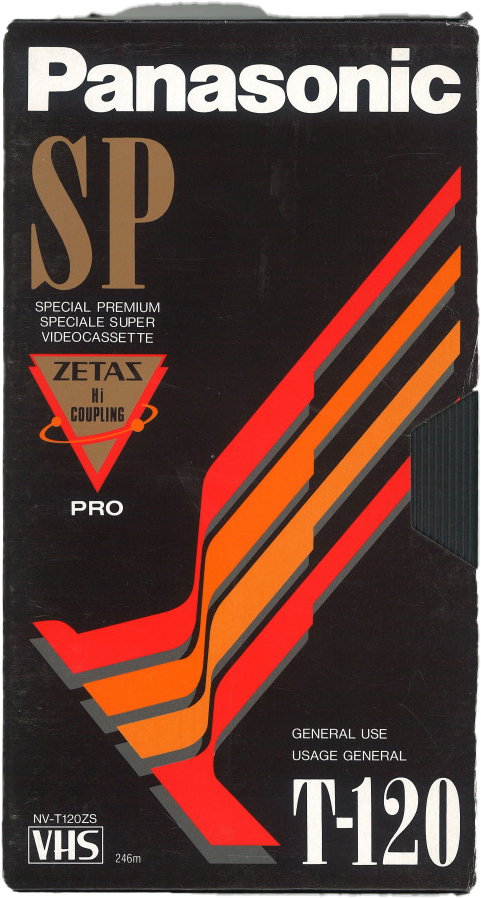 Panasonic
SP
SPECIAL PREMIUM
SPECIALE SUPER
VIDEOCASSETTE
ZETAS
Hi
COUPLING
PRO
GENERAL USE
USAGE GENERAL
T-120
NV-T120ZS
VHS
246m